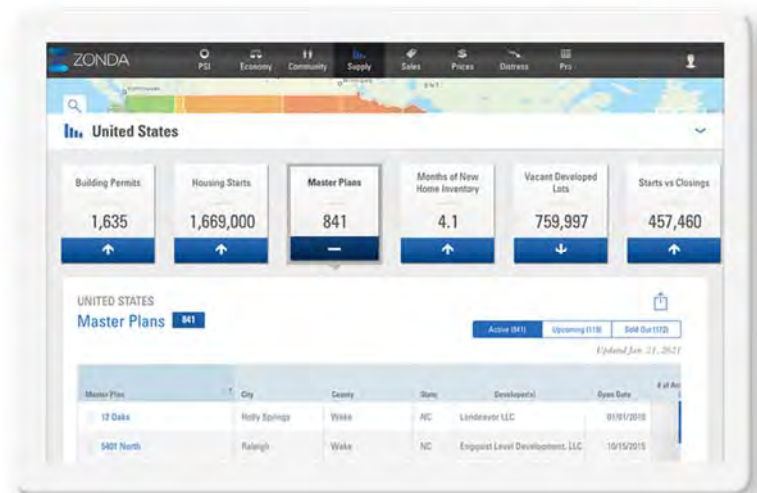 ZONDA
PSI Economy Community Supply Sales Prices Distress Pro
United States
Building Permits Housing Starts Master Plans Months of New Home Inventory Vacant Developed Lots Starts vs Closings
1,635 1,669,000 841 4.1 759,997 457,460
UNITED STATES
Master Plans 841
Active (841) Upcoming (118) Sold Out (172)
Updated Jan. 21, 2021
Master Plan City County State Developer(s) Open Date
12 Oaks Holly Springs Wake NC Landeavor LLC 01/01/2010
5401 North Raleigh Wake NC Engquist Level Development, LLC 10/15/2015